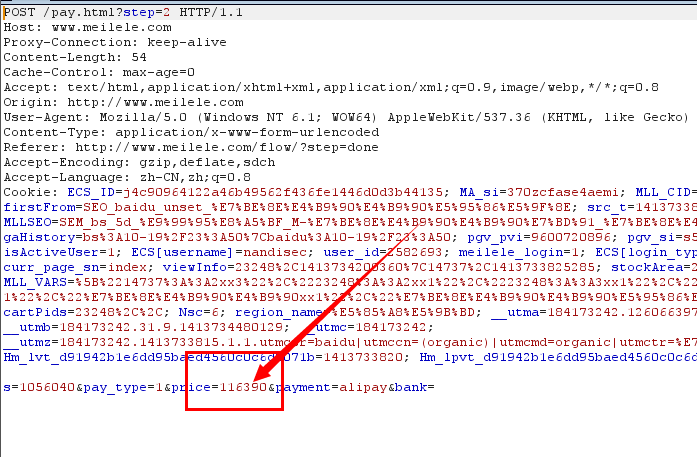 POST /pay.html?step=2 HTTP/1.1
Host: www.meilele.com
Proxy-Connection: keep-alive
Content-Length: 54
Cache-Control: max-age=0
Accept: text/html,application/xhtml+xml,application/xml;q=0.9,image/webp,*/*;q=0.8
Origin: http://www.meilele.com
User-Agent: Mozilla/5.0 (Windows NT 6.1; WOW64) AppleWebKit/537.36 (KHTML, like Gecko)
Content-Type: application/x-www-form-urlencoded
Referer: http://www.meilele.com/flow/?step=done
Accept-Encoding: gzip,deflate,sdch
Accept-Language: zh-CN,zh;q=0.8
Cookie: ECS_ID=j4c90964122a46b49562f436fe1446d0d3b44135; MA_si=370zcfase4aemi; MLL_CID=
firstFrom=SEO_baidu_unset_%E7%BE%8E%E4%B9%90%E4%B9%90%E5%95%86%E5%9F%8E; src_t=14137338
MLLSEO=SEM_bs_5d_%E9%99%95%E8%A5%BF_M-%E7%BE%8E%E4%B9%90%E4%B9%90%E7%BD%91_%E7%BE%8E%E4
gaHistory=bs%3A10-19%2F23%3A50%7Cbaidu%3A10-19%2F23%3A50; pgv_pvi=9600720896; pgv_si=s5
isActiveUser=1; ECS[username]=nandisec; user_id=2582693; meilele_login=1; ECS[login_typ
curr_page_sn=index; viewInfo=23248%2C1413734200360%7C14737%2C1413733825285; stockArea=2
MLL_VARS=%5B%2214737%3A%3A2xx3%22%2C%2223248%3A%3A2xx1%22%2C%2223248%3A%3A3xx1%22%2C%22
1%22%2C%22%E7%BE%8E%E4%B9%90%E4%B9%90xx1%22%2C%22%E7%BE%8E%E4%B9%90%E4%B9%90%E5%95%86%E
cartPids=23248%2C%2C; Nsc=6; region_name=%E5%85%A8%E5%9B%BD; __utma=184173242.126066397
__utmb=184173242.31.9.1413734480129; __utmc=184173242;
__utmz=184173242.1413733815.1.1.utmcsr=baidu|utmccn=(organic)|utmcmd=organic|utmctr=%E7
Hm_lvt_d91942b1e6dd95baed4560c0c6d5071b=1413733820; Hm_lpvt_d91942b1e6dd95baed4560c0c6d
s=1056040&pay_type=1&price=116390&payment=alipay&bank=